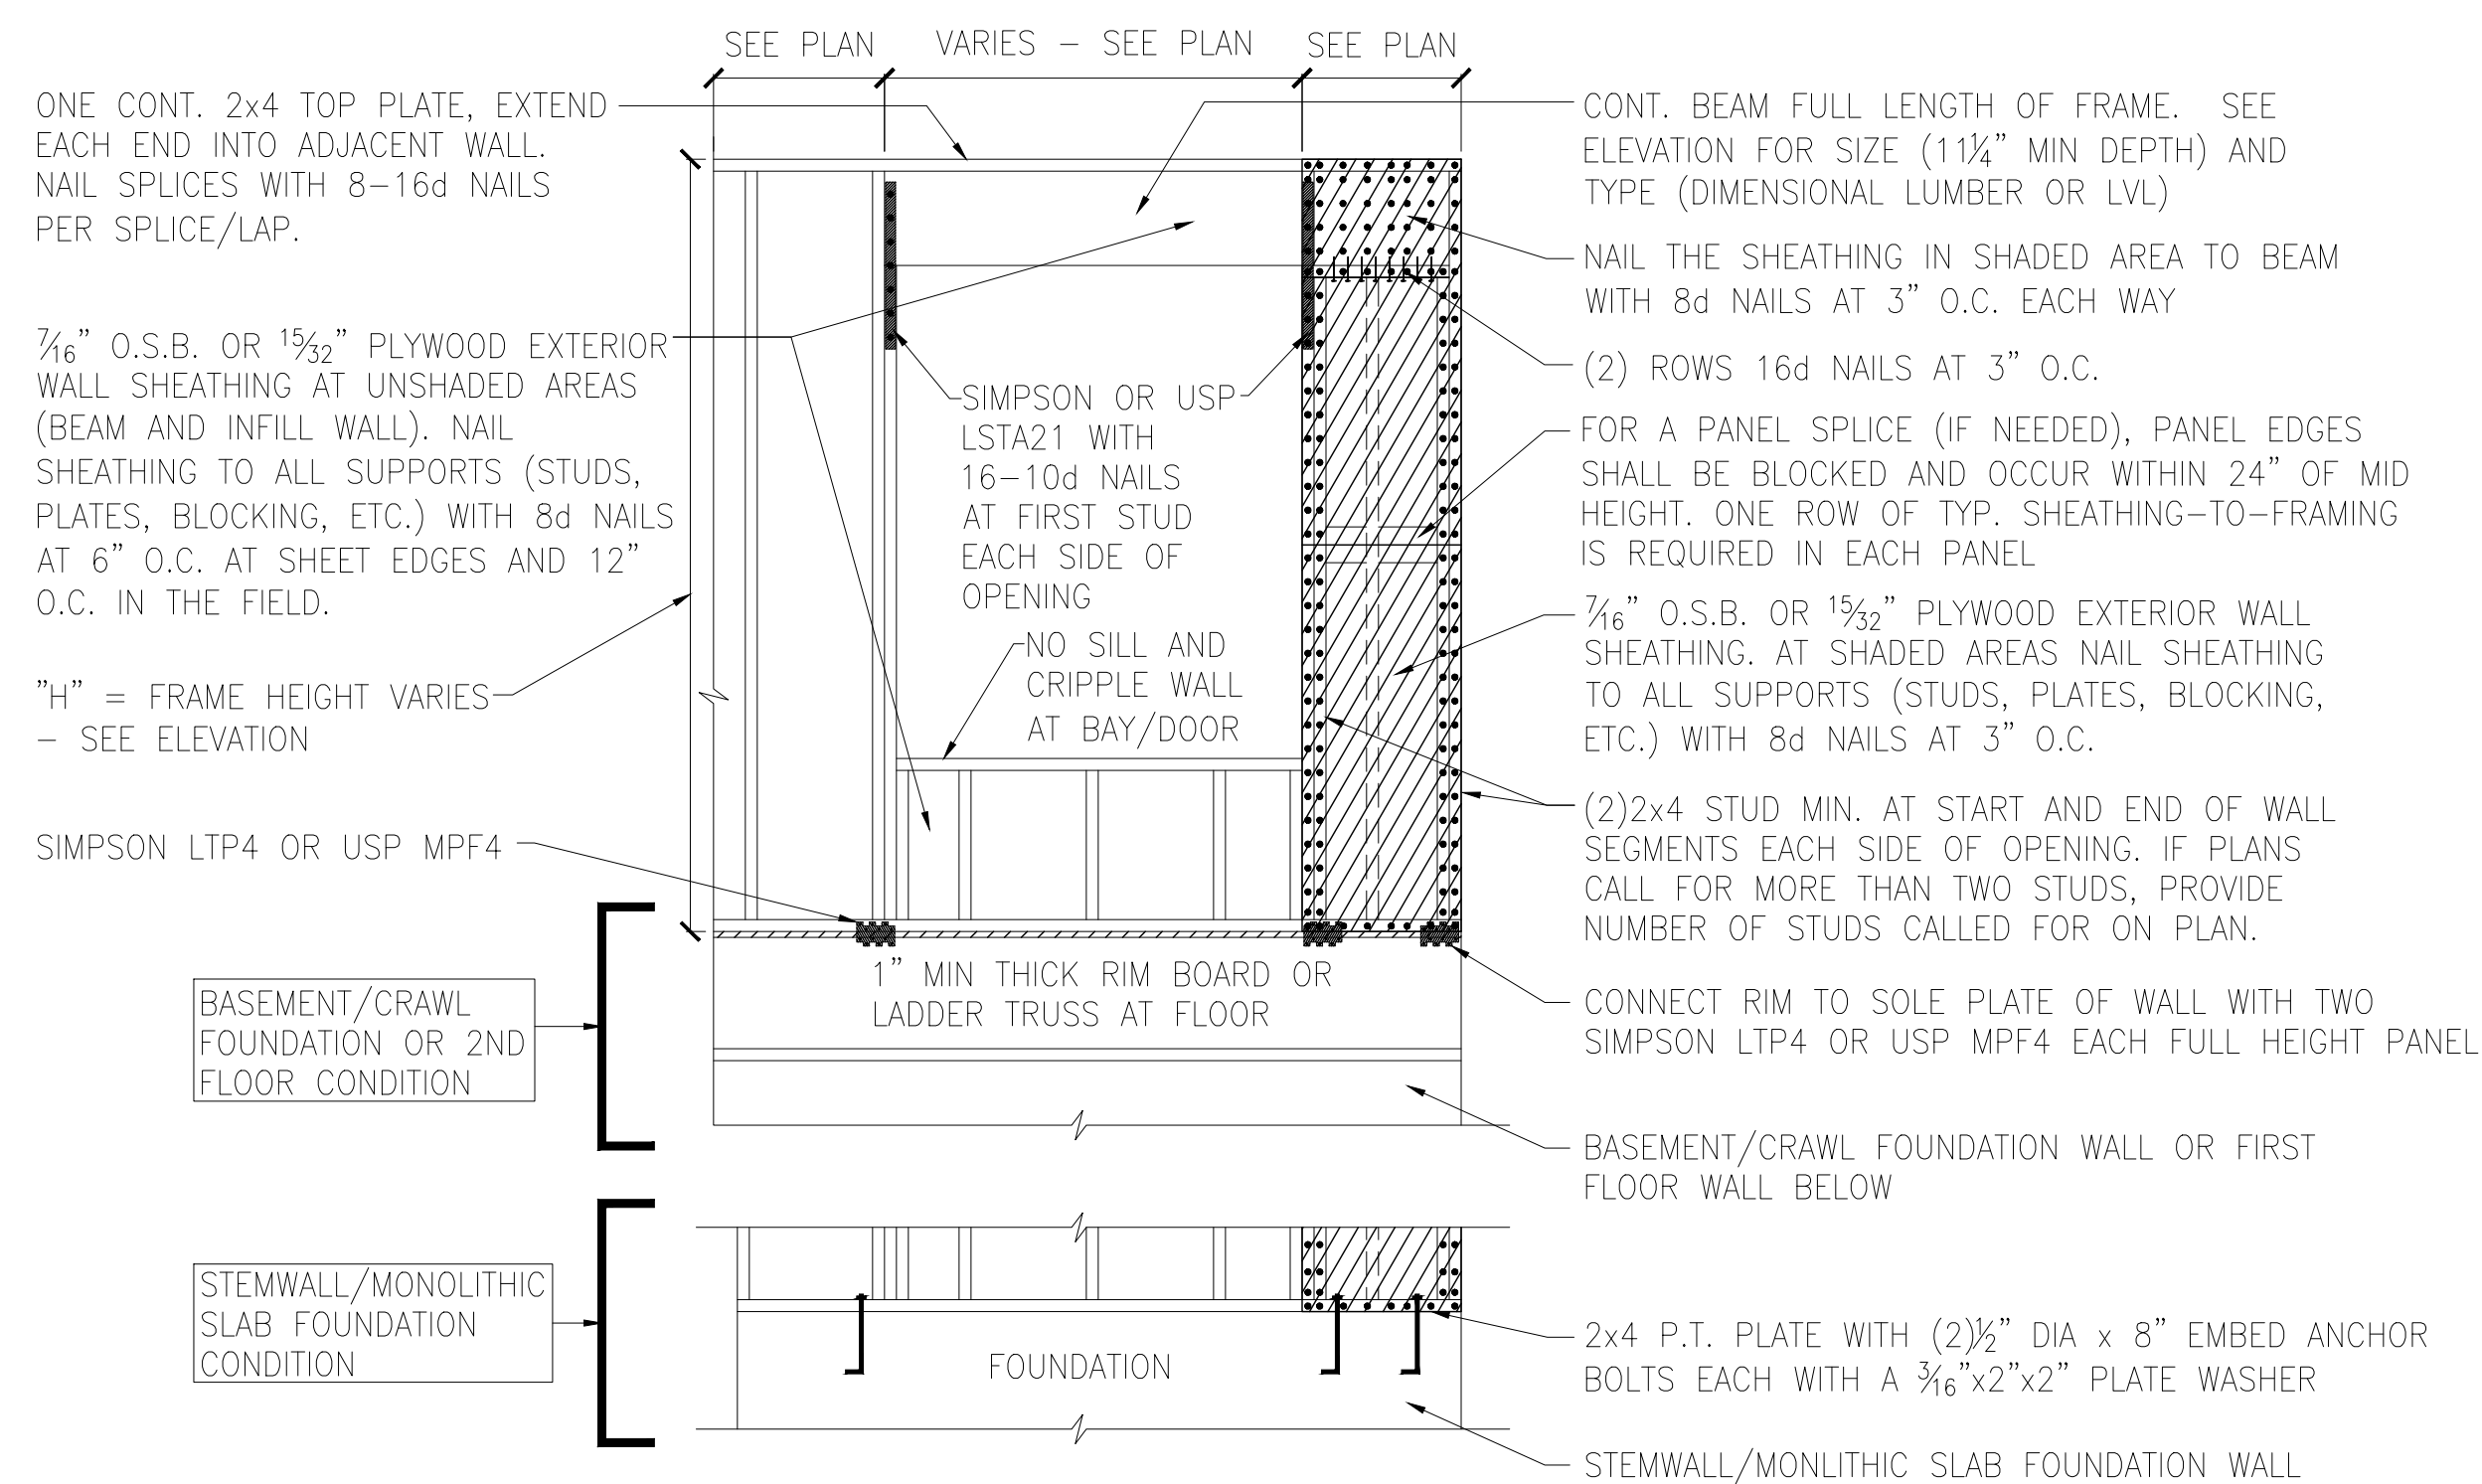 SEE PLAN
VARIES – SEE PLAN
SEE PLAN
ONE CONT. 2x4 TOP PLATE, EXTEND
EACH END INTO ADJACENT WALL.
NAIL SPLICES WITH 8–16d NAILS
PER SPLICE/LAP.
7⁄16" O.S.B. OR 15⁄32" PLYWOOD EXTERIOR
WALL SHEATHING AT UNSHADED AREAS
(BEAM AND INFILL WALL). NAIL
SHEATHING TO ALL SUPPORTS (STUDS,
PLATES, BLOCKING, ETC.) WITH 8d NAILS
AT 6" O.C. AT SHEET EDGES AND 12"
O.C. IN THE FIELD.
"H" = FRAME HEIGHT VARIES
– SEE ELEVATION
SIMPSON LTP4 OR USP MPF4
BASEMENT/CRAWL
FOUNDATION OR 2ND
FLOOR CONDITION
STEMWALL/MONOLITHIC
SLAB FOUNDATION
CONDITION
SIMPSON OR USP
LSTA21 WITH
16–10d NAILS
AT FIRST STUD
EACH SIDE OF
OPENING
NO SILL AND
CRIPPLE WALL
AT BAY/DOOR
1" MIN THICK RIM BOARD OR
LADDER TRUSS AT FLOOR
FOUNDATION
CONT. BEAM FULL LENGTH OF FRAME. SEE
ELEVATION FOR SIZE (11¼" MIN DEPTH) AND
TYPE (DIMENSIONAL LUMBER OR LVL)
NAIL THE SHEATHING IN SHADED AREA TO BEAM
WITH 8d NAILS AT 3" O.C. EACH WAY
(2) ROWS 16d NAILS AT 3" O.C.
FOR A PANEL SPLICE (IF NEEDED), PANEL EDGES
SHALL BE BLOCKED AND OCCUR WITHIN 24" OF MID
HEIGHT. ONE ROW OF TYP. SHEATHING–TO–FRAMING
IS REQUIRED IN EACH PANEL
7⁄16" O.S.B. OR 15⁄32" PLYWOOD EXTERIOR WALL
SHEATHING. AT SHADED AREAS NAIL SHEATHING
TO ALL SUPPORTS (STUDS, PLATES, BLOCKING,
ETC.) WITH 8d NAILS AT 3" O.C.
(2)2x4 STUD MIN. AT START AND END OF WALL
SEGMENTS EACH SIDE OF OPENING. IF PLANS
CALL FOR MORE THAN TWO STUDS, PROVIDE
NUMBER OF STUDS CALLED FOR ON PLAN.
CONNECT RIM TO SOLE PLATE OF WALL WITH TWO
SIMPSON LTP4 OR USP MPF4 EACH FULL HEIGHT PANEL
BASEMENT/CRAWL FOUNDATION WALL OR FIRST
FLOOR WALL BELOW
2x4 P.T. PLATE WITH (2)½" DIA x 8" EMBED ANCHOR
BOLTS EACH WITH A 3⁄16"x2"x2" PLATE WASHER
STEMWALL/MONLITHIC SLAB FOUNDATION WALL